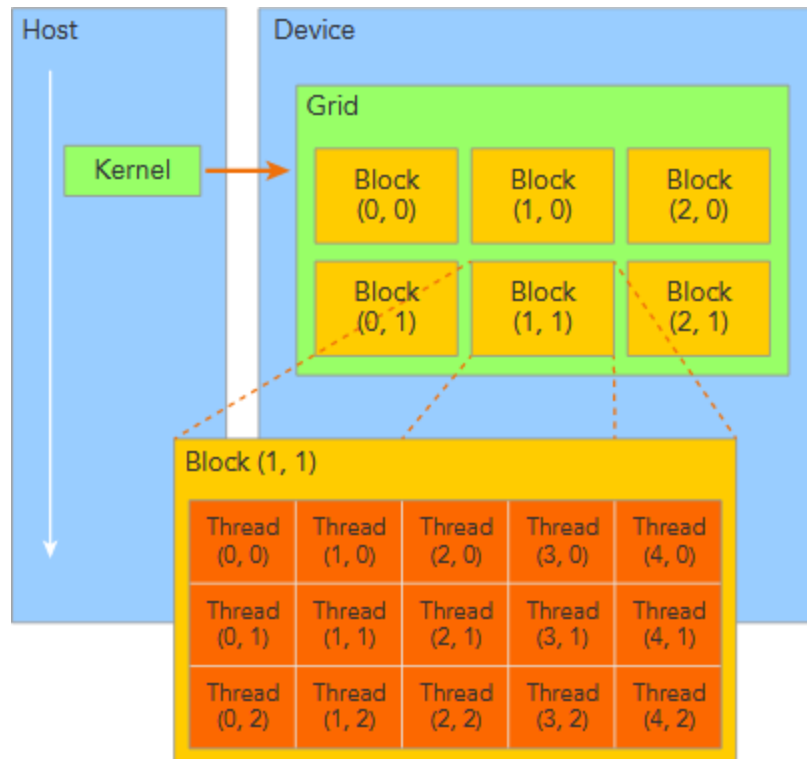 Host
Device
Grid
Kernel
Block
(0, 0)
Block
(1, 0)
Block
(2, 0)
Block
(0, 1)
Block
(1, 1)
Block
(2, 1)
Block (1, 1)
Thread
(0, 0)
Thread
(1, 0)
Thread
(2, 0)
Thread
(3, 0)
Thread
(4, 0)
Thread
(0, 1)
Thread
(1, 1)
Thread
(2, 1)
Thread
(3, 1)
Thread
(4, 1)
Thread
(0, 2)
Thread
(1, 2)
Thread
(2, 2)
Thread
(3, 2)
Thread
(4, 2)